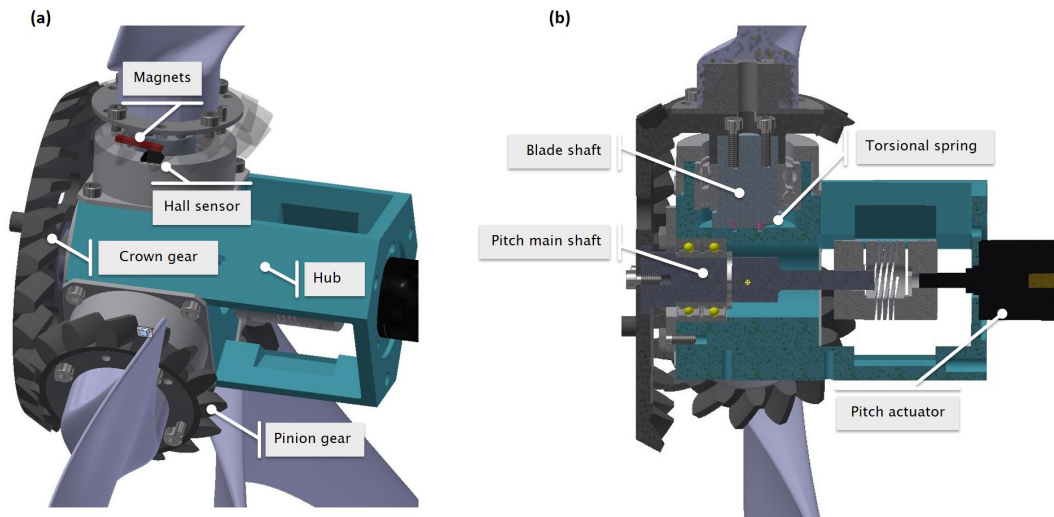 (a)
Magnets
Hall sensor
Crown gear
Hub
Pinion gear
(b)
Blade shaft
Torsional spring
Pitch main shaft
Pitch actuator